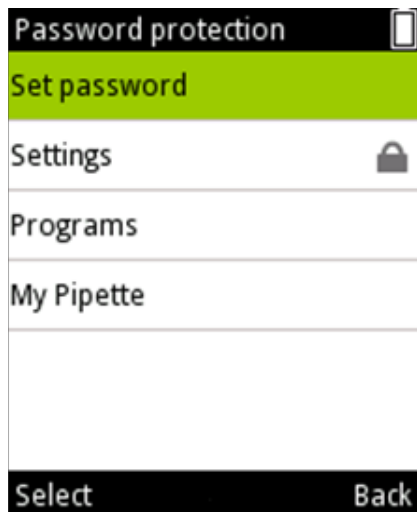 Password protection
Set password
Settings
Programs
My Pipette
Select Back